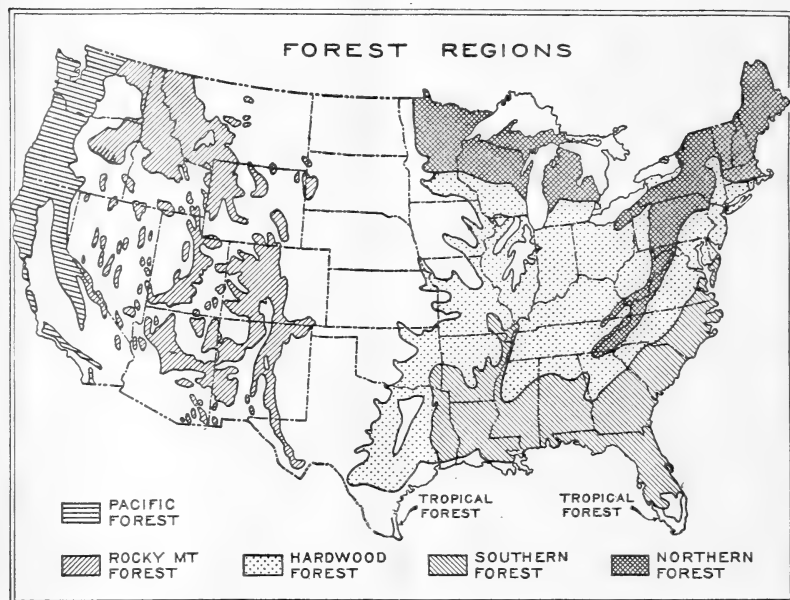 FOREST REGIONS
TROPICAL
FOREST
TROPICAL
FOREST
PACIFIC
FOREST
ROCKY MT
FOREST
HARDWOOD
FOREST
SOUTHERN
FOREST
NORTHERN
FOREST